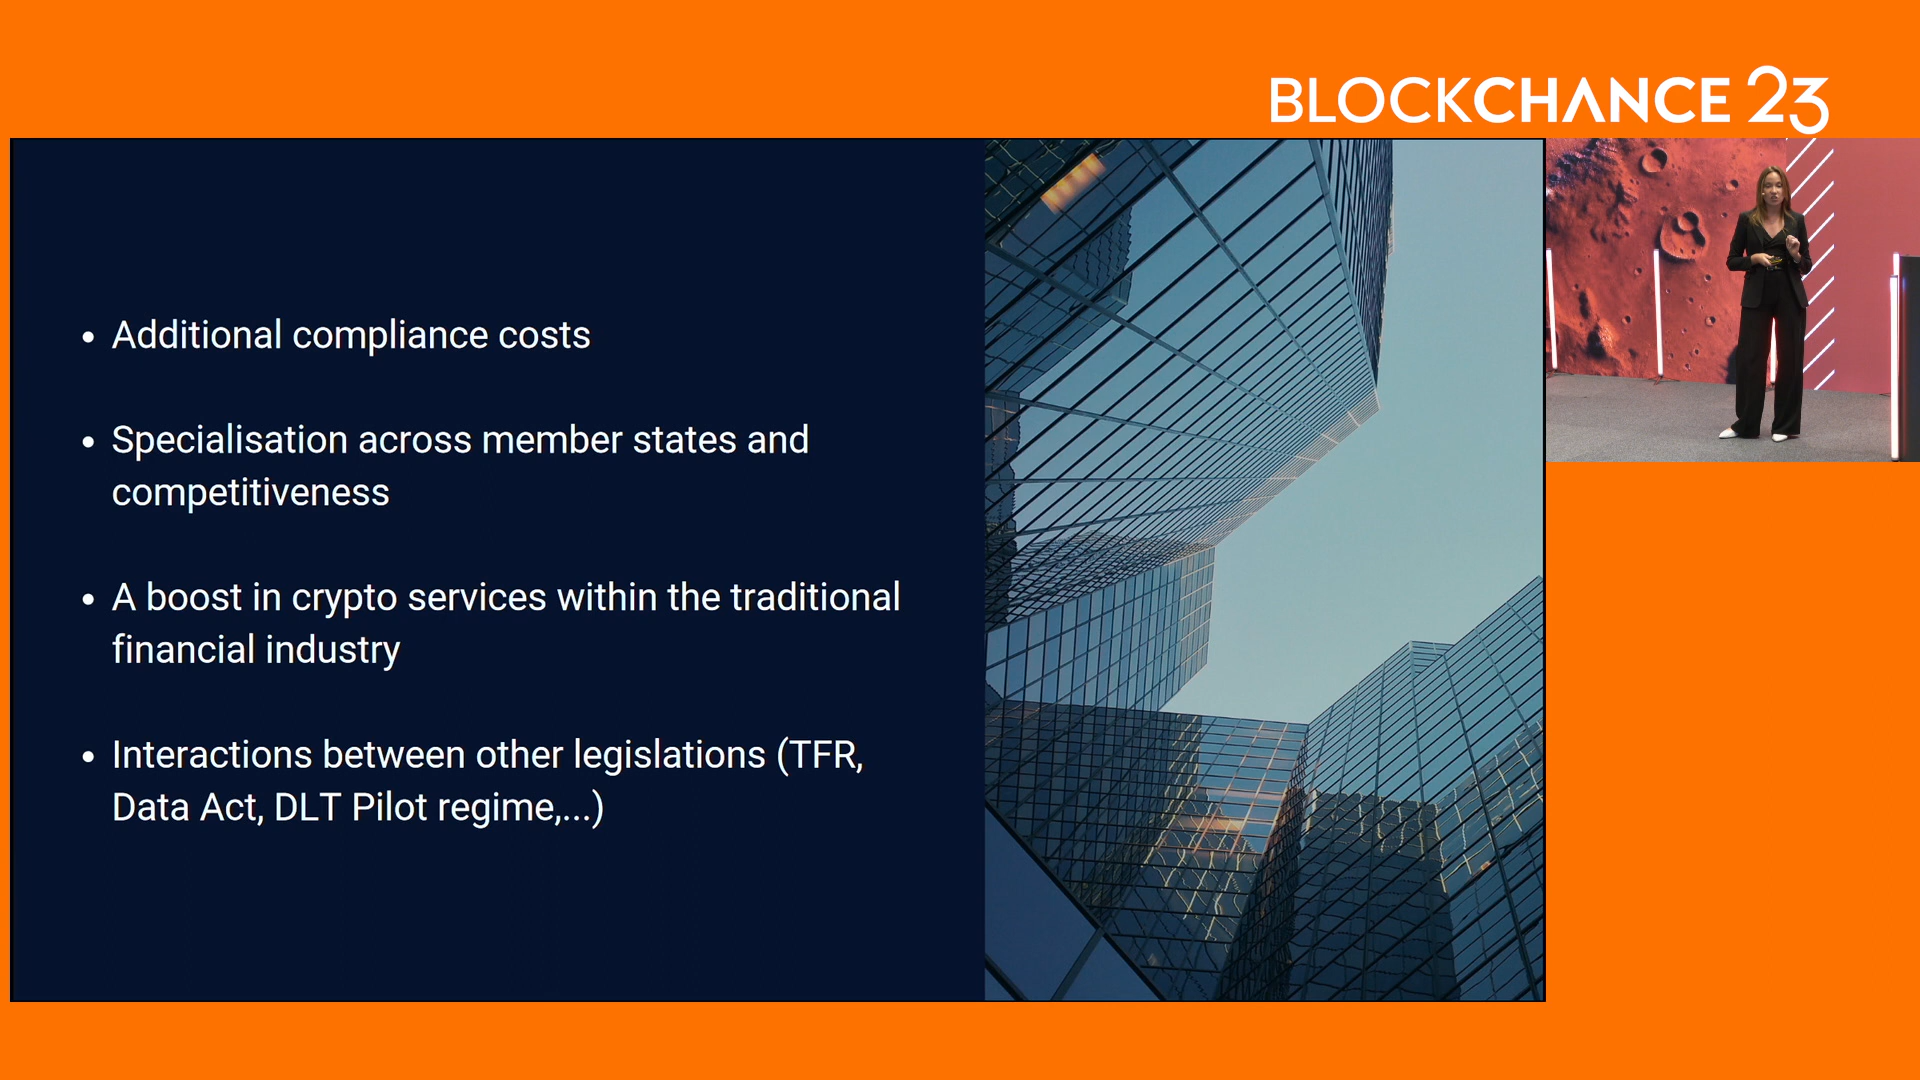 BLOCKCHANCE 23
• Additional compliance costs
• Specialisation across member states and
competitiveness
• A boost in crypto services within the traditional
financial industry
• Interactions between other legislations (TFR,
Data Act, DLT Pilot regime,...)